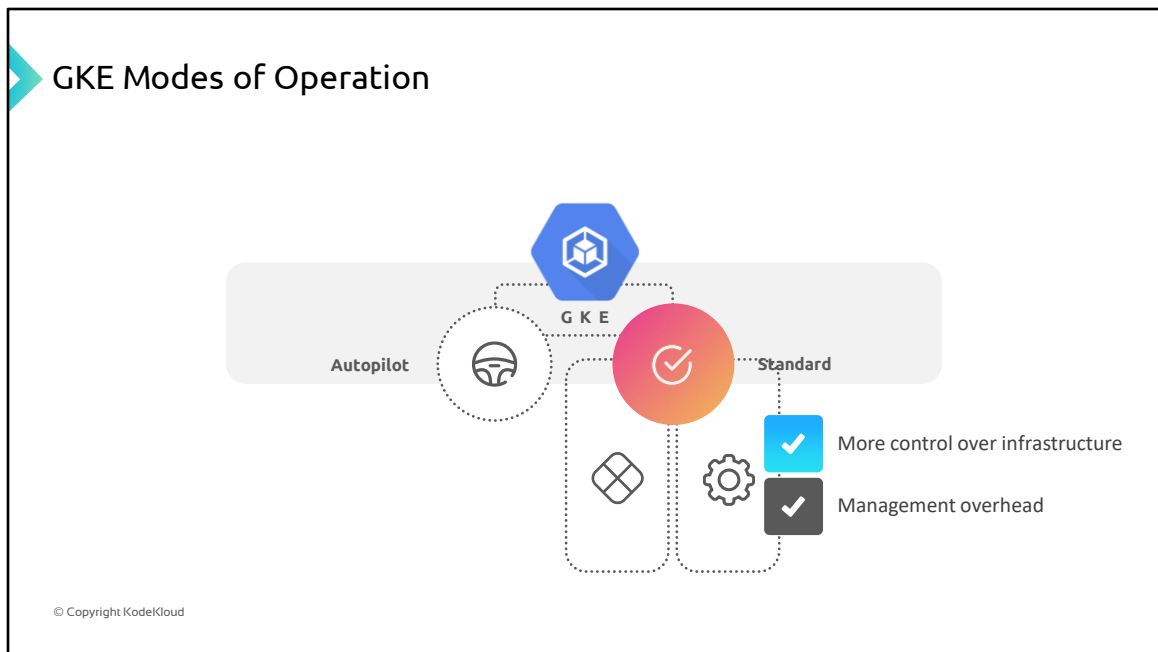 GKE Modes of Operation
G K E
Autopilot
Standard
More control over infrastructure
Management overhead
© Copyright KodeKloud